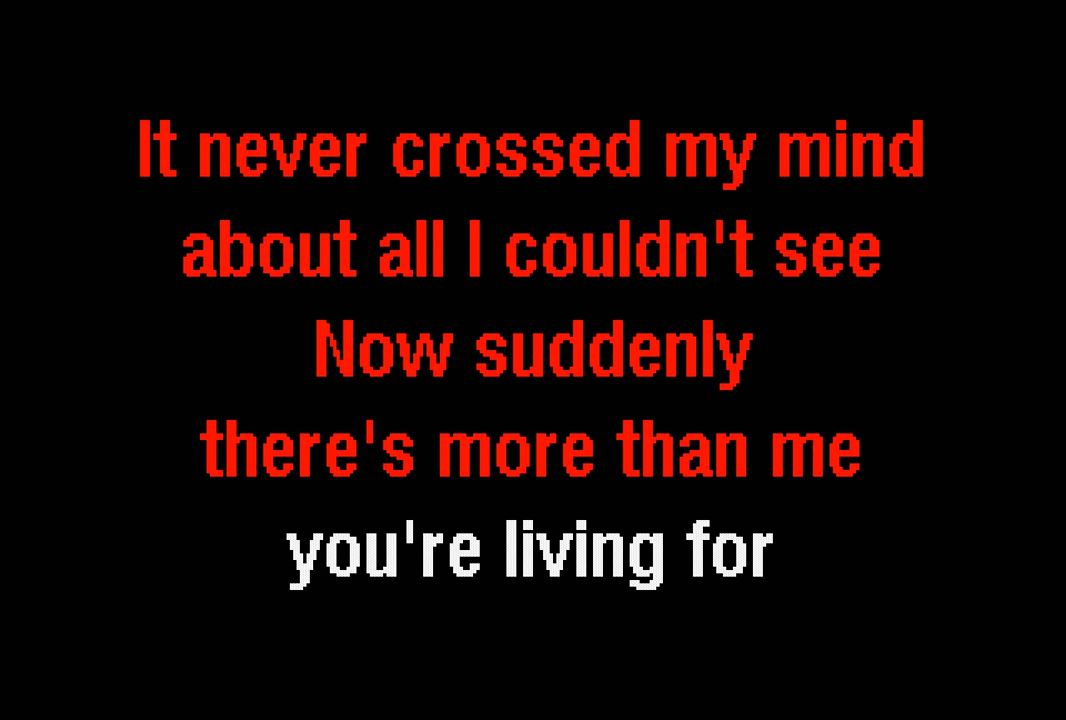 It never crossed my mind
about all I couldn't see
Now suddenly
there's more than me
you're living for